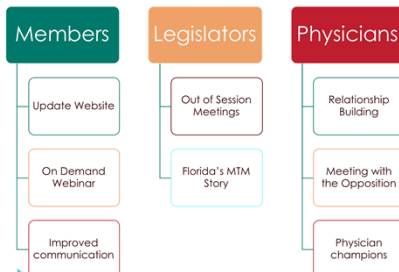 Members
Update Website
On Demand
Webinar
Improved
communication
Legislators
Out of Session
Meetings
Florida's MTM
Story
Physicians
Relationship
Building
Meeting with
the Opposition
Physician
champions